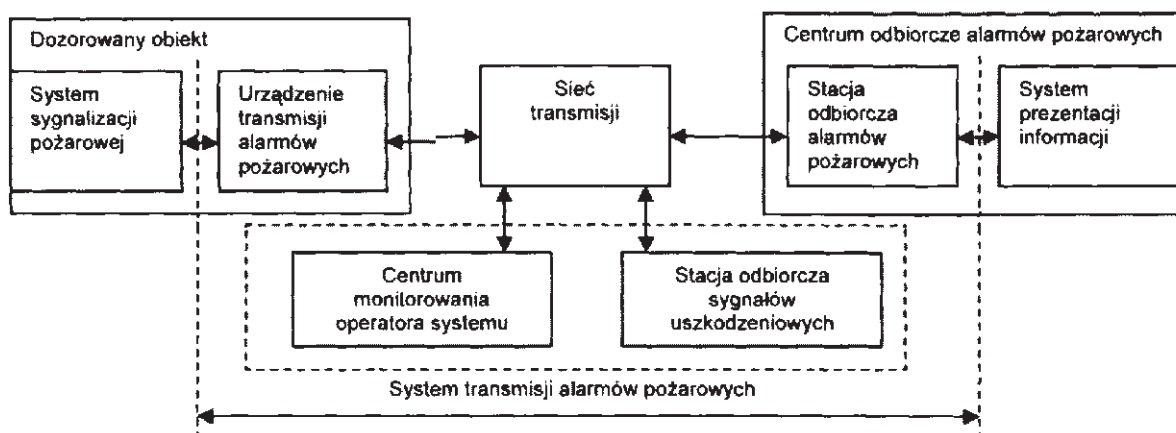 Dozorowany obiekt
System
sygnalizacji
pożarowej
Urządzenie
transmisji
alarmów
pożarowych
Sieć
transmisji
Centrum odbiorcze alarmów pożarowych
Stacja
odbiorcza
alarmów
pożarowych
System
prezentacji
informacji
Centrum
monitorowania
operatora systemu
Stacja odbiorcza
sygnałów
uszkodzeniowych
System transmisji alarmów pożarowych